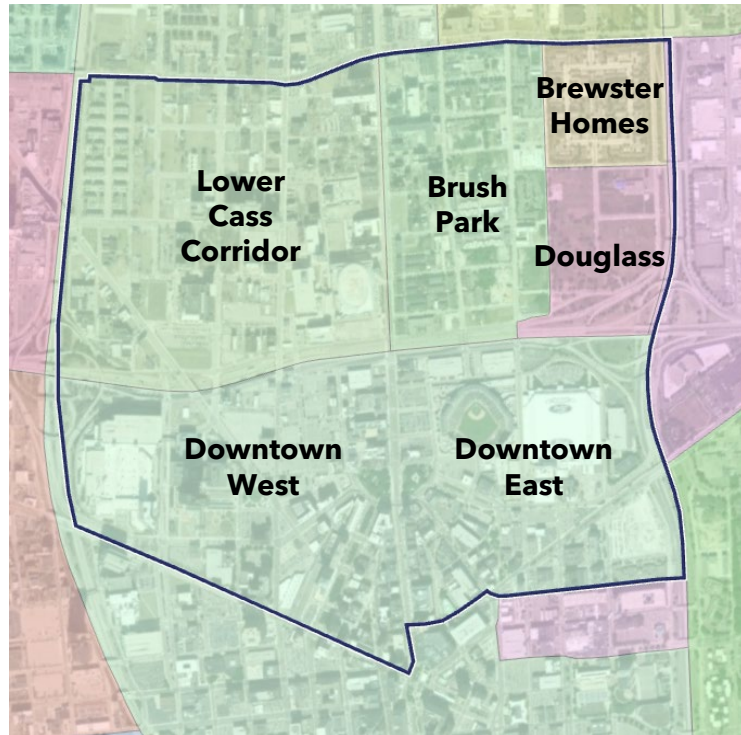 Brewster
Homes
Lower
Cass
Corridor
Brush
Park
Douglass
Downtown
West
Downtown
East